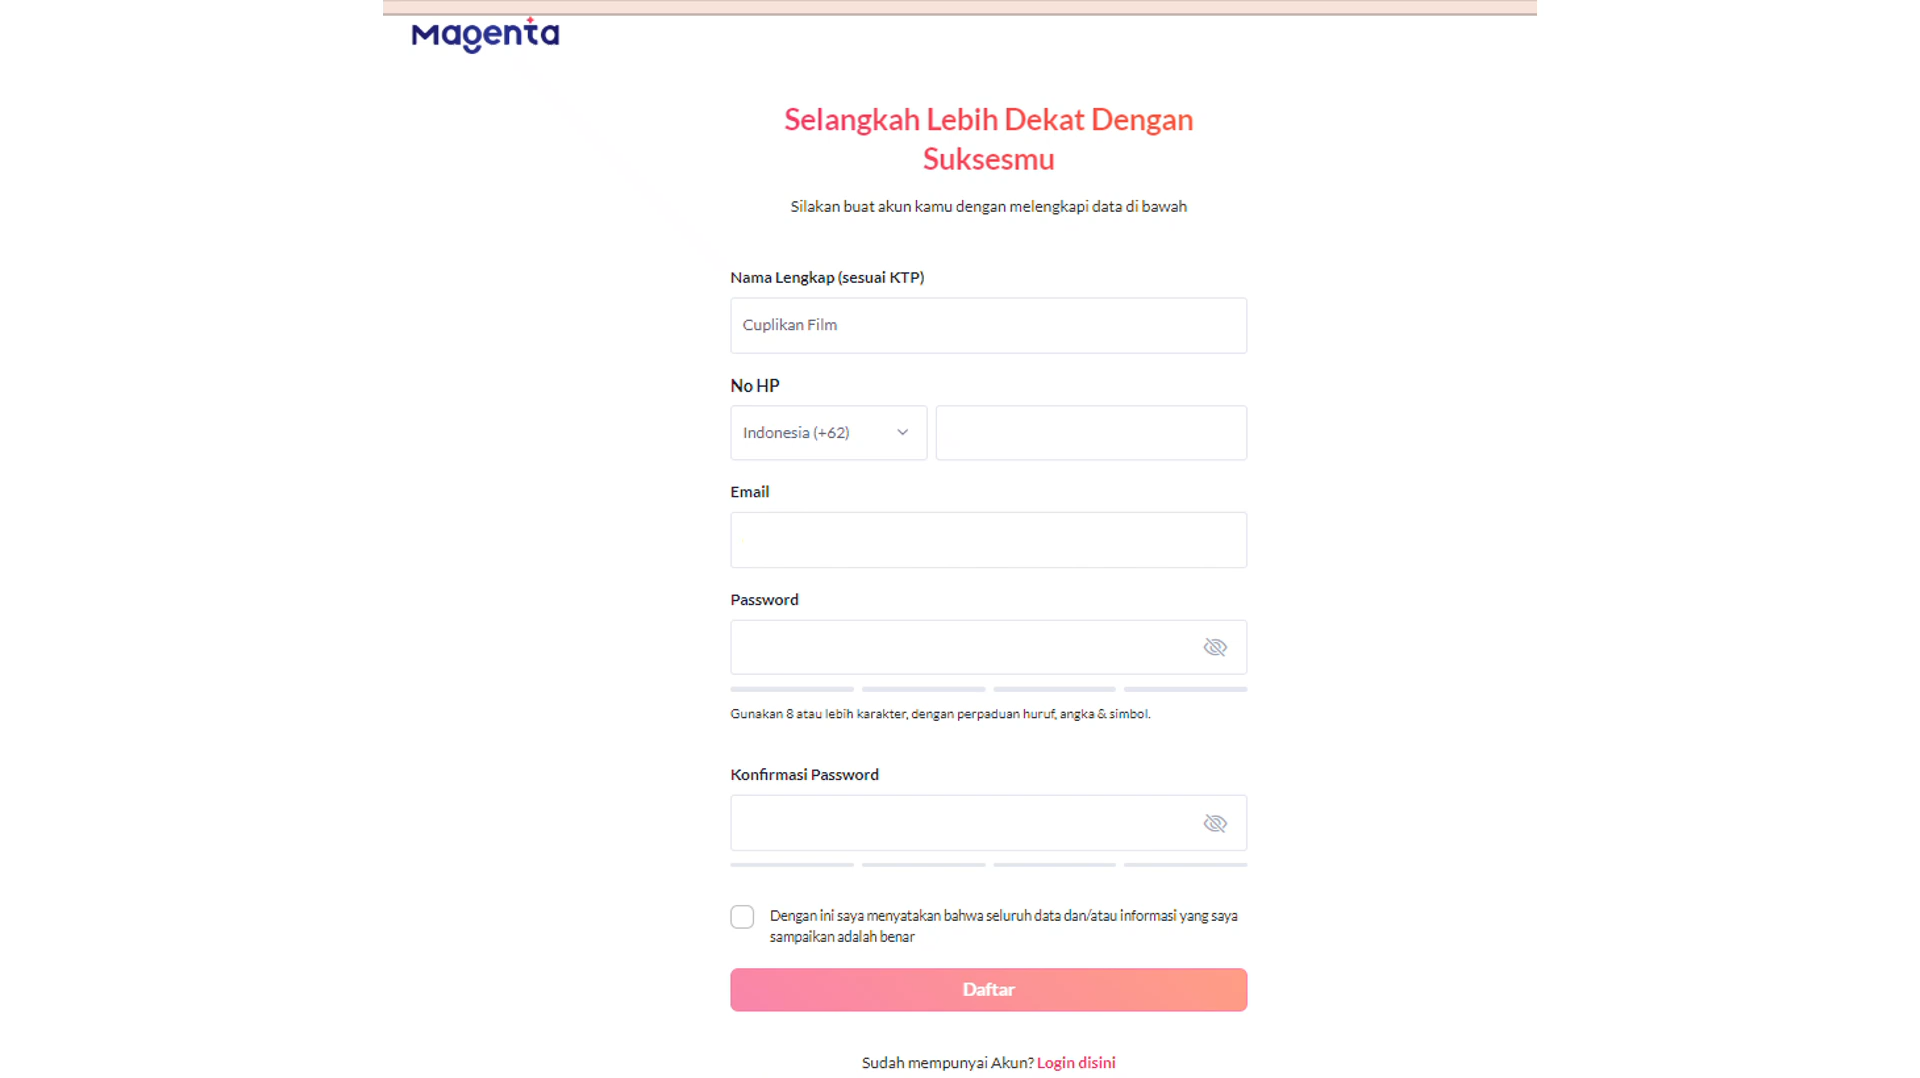 Magenta
Selangkah Lebih Dekat Dengan
Suksesmu
Silakan buat akun kamu dengan melengkapi data di bawah
Nama Lengkap (sesuai KTP)
Cuplikan Film
No HP
Indonesia (+62)
Email
Password
Gunakan 8 atau lebih karakter, dengan perpaduan huruf, angka & simbol.
Konfirmasi Password
Dengan ini saya menyatakan bahwa seluruh data dan/atau informasi yang saya
sampaikan adalah benar
Daftar
Sudah mempunyai Akun? Login disini